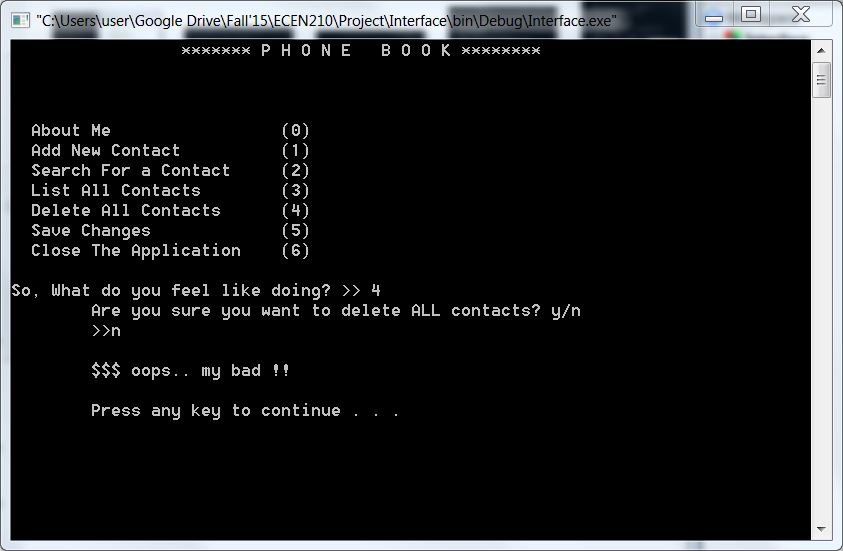 "C:\Users\user\Google Drive\Fall'15\ECEN210\Project\Interface\bin\Debug\Interface.exe"
******* P H O N E   B O O K ********
About Me (0)
Add New Contact (1)
Search For a Contact (2)
List All Contacts (3)
Delete All Contacts (4)
Save Changes (5)
Close The Application (6)
So, What do you feel like doing? >> 4
Are you sure you want to delete ALL contacts? y/n
>>n
$$$ oops.. my bad !!
Press any key to continue . . .